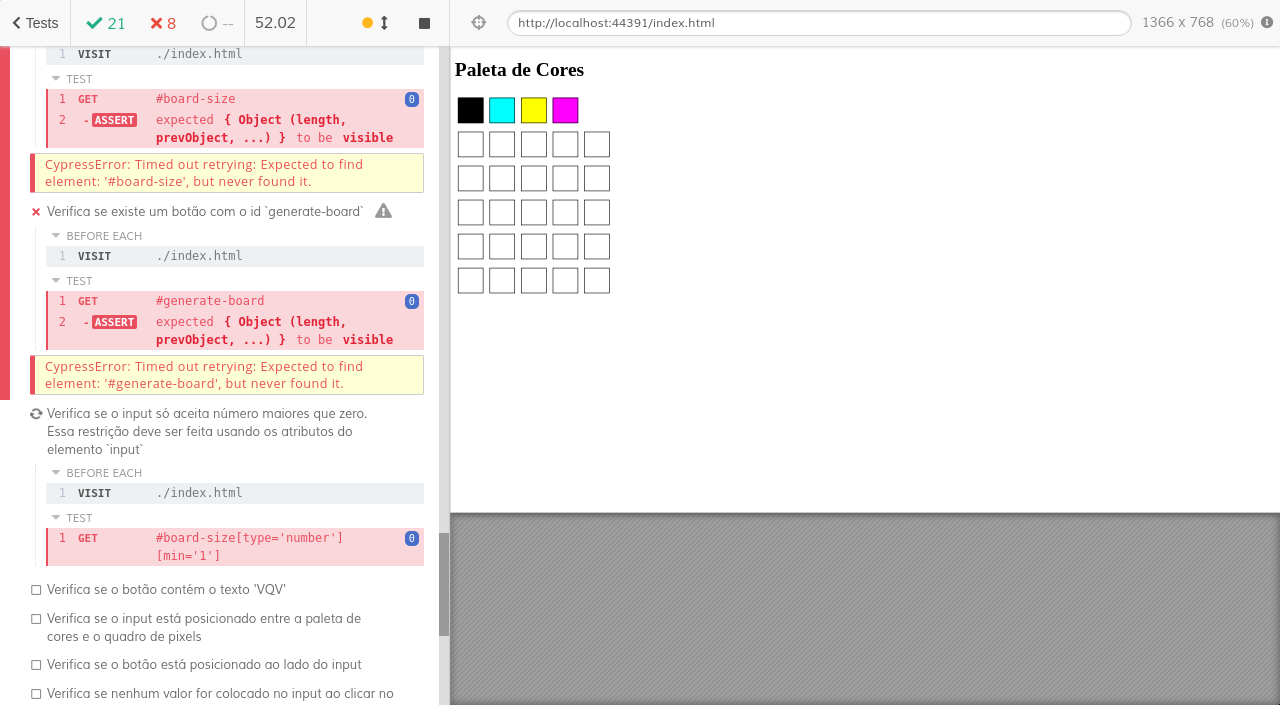 Tests 21 8 -- 52.02 http://localhost:44391/index.html 1366 x 768 (60%)
1 VISIT ./index.html
TEST
1 GET #board-size 0
2 -ASSERT expected { Object (length,
prevObject, ...) } to be visible
CypressError: Timed out retrying: Expected to find
element: '#board-size', but never found it.
Verifica se existe um botão com o id `generate-board`
BEFORE EACH
1 VISIT ./index.html
TEST
1 GET #generate-board 0
2 -ASSERT expected { Object (length,
prevObject, ...) } to be visible
CypressError: Timed out retrying: Expected to find
element: '#generate-board', but never found it.
Verifica se o input só aceita número maiores que zero.
Essa restrição deve ser feita usando os atributos do
elemento `input`
BEFORE EACH
1 VISIT ./index.html
TEST
1 GET #board-size[type='number'] 0
[min='1']
Verifica se o botão contém o texto 'VQV'
Verifica se o input está posicionado entre a paleta de
cores e o quadro de pixels
Verifica se o botão está posicionado ao lado do input
Verifica se nenhum valor for colocado no input ao clicar no
Paleta de Cores